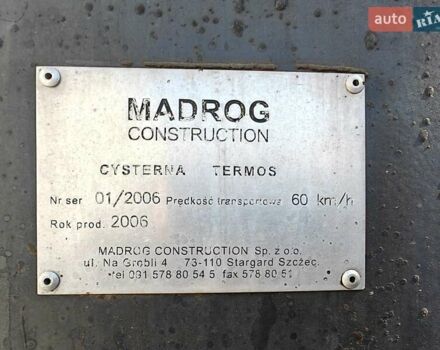 auto RIA
MADROG
CONSTRUCTION
CYSTERNA TERMOS
Nr ser 01/2006 Prędkość transportowa 60 km/h
Rok prod. 2006
MADROG CONSTRUCTION Sp. z o.o.
ul. Na Grobli 4 73-110 Stargard Szczec.
tel 091 578 80 54 5 fax 578 80 51